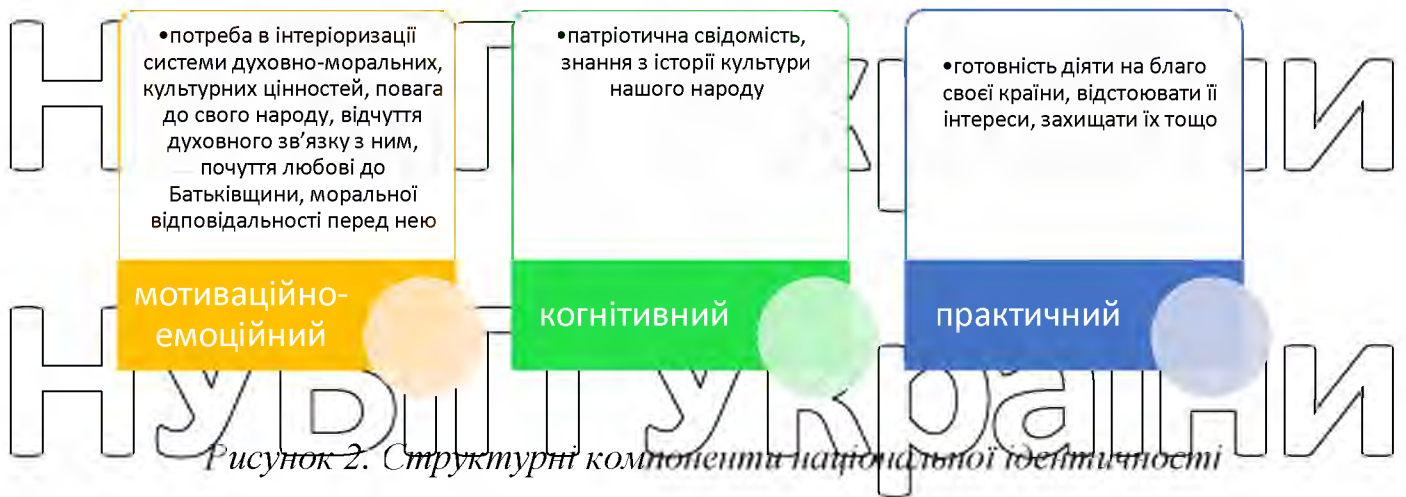 •потреба в інтеріоризації
системи духовно-моральних,
культурних цінностей, повага
до свого народу, відчуття
духовного зв’язку з ним,
почуття любові до
Батьківщини, моральної
відповідальності перед нею
мотиваційно-
емоційний
•патріотична свідомість,
знання з історії культури
нашого народу
когнітивний
•готовність діяти на благо
своєї країни, відстоювати її
інтереси, захищати їх тощо
практичний
НУБІП України
Рисунок 2. Структурні компоненти національної ідентичності